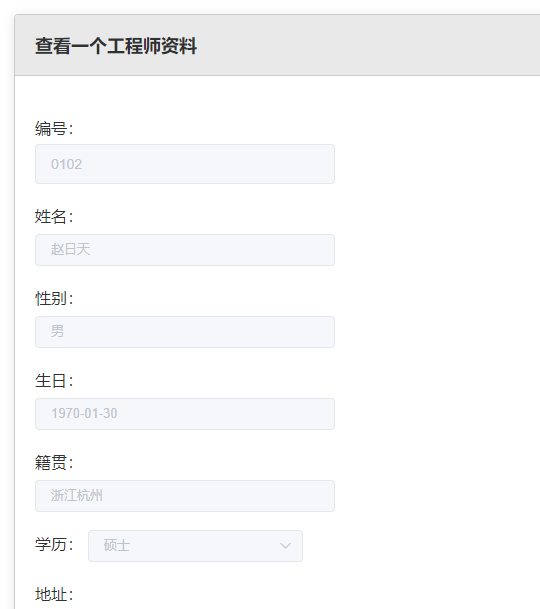 查看一个工程师资料
编号：
0102
姓名：
赵日天
性别：
男
生日：
1970-01-30
籍贯：
浙江杭州
学历： 硕士
地址：